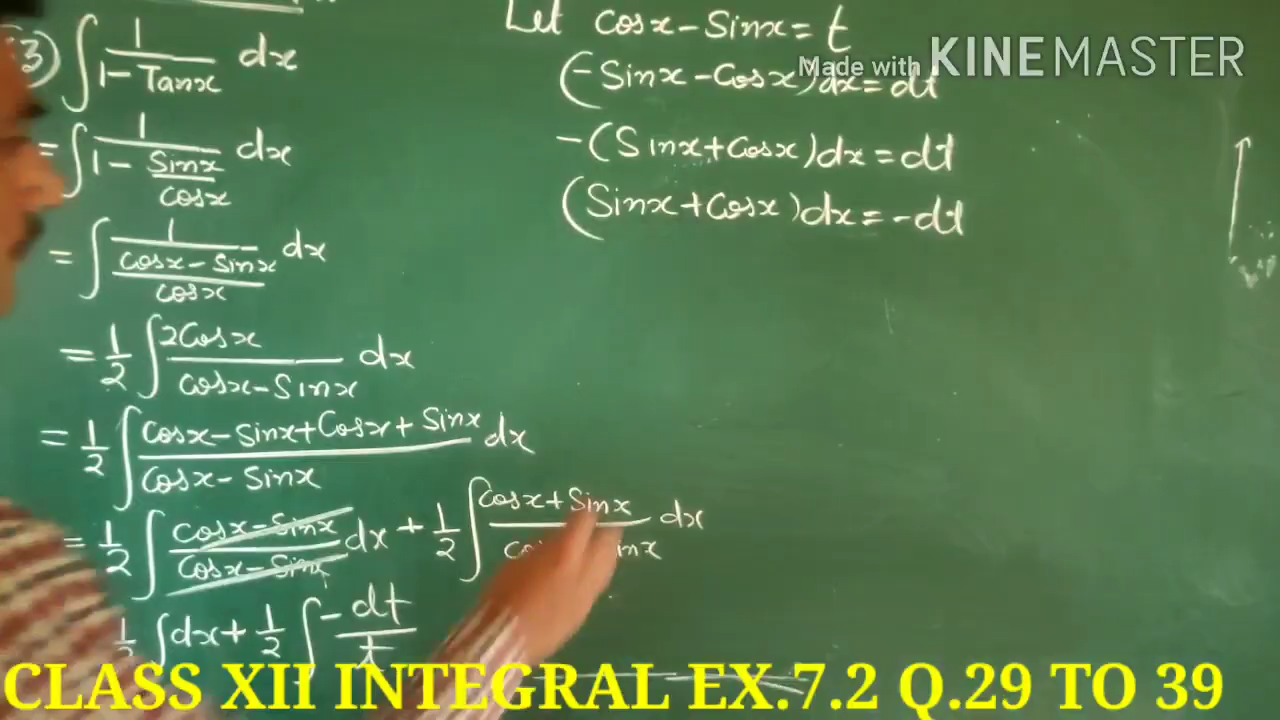 3) ∫ 1/(1 - Tanx) dx
= ∫ 1/(1 - Sinx/cosx) dx
= ∫ 1/((cosx - Sinx)/cosx) dx
= 1/2 ∫ 2Cosx/(cosx - Sinx) dx
= 1/2 ∫ (cosx - Sinx + Cosx + Sinx)/(cosx - Sinx) dx
= 1/2 ∫ (cosx - Sinx)/(cosx - Sinx) dx + 1/2 ∫ (cosx + Sinx)/ dx
1/2 ∫ dx + 1/2 ∫ -dt/t
Let cosx - Sinx = t
(-Sinx - Cosx)dx = dt
-(Sinx + Cosx)dx = dt
(Sinx + Cosx)dx = -dt
Made with KINEMASTER
CLASS XII INTEGRAL EX.7.2 Q.29 TO 39